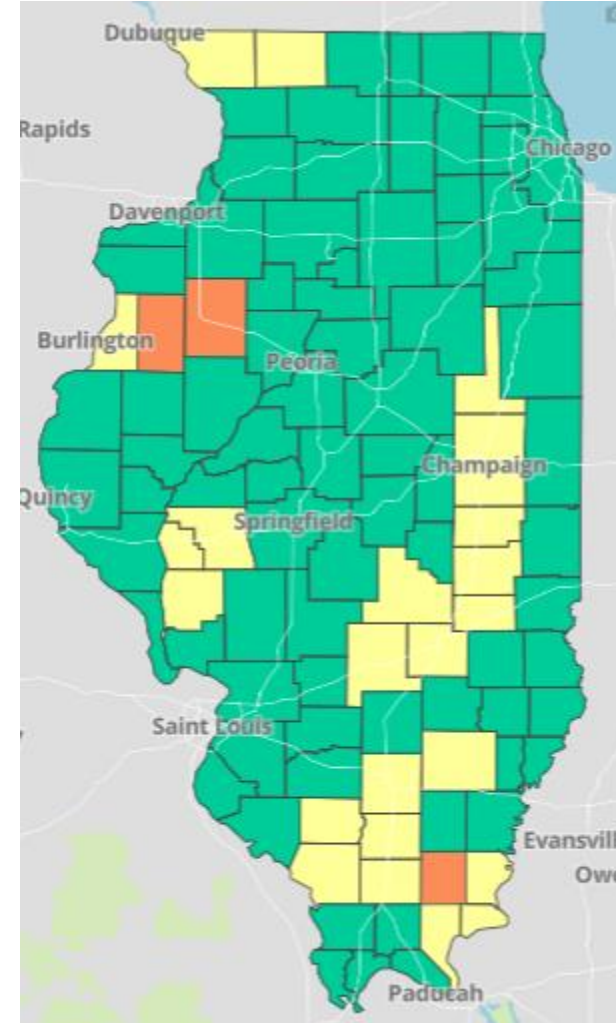 Dubuque
Rapids
Chicago
Davenport
Burlington
Peoria
Champaign
Quincy
Springfield
Saint Louis
Evansvill
Owe
Paducah